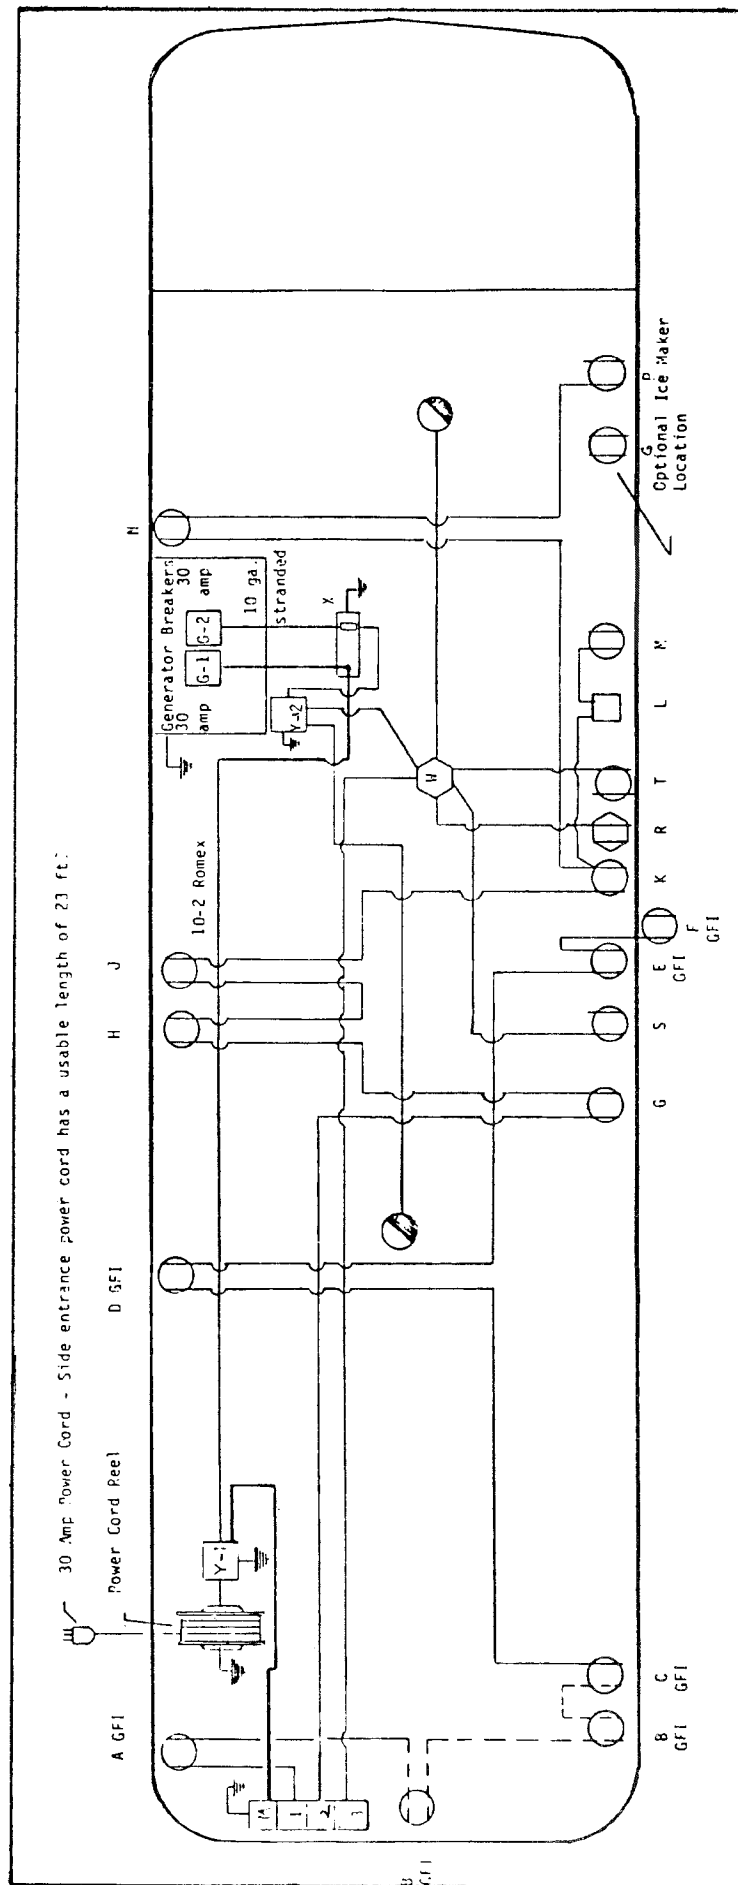 30 Amp Power Cord - Side entrance power cord has a usable length of 23 ft.
Power Cord Reel
A GFI
D GFI
H
J
N
10-2 Romex
Generator Breakers
30
amp
30
amp
G-1
G-2
10 ga.
stranded
X
Y-1
Y-2
W
M
1
2
3
B
GFI
B
GFI
C
GFI
G
S
E
GFI
F
GFI
K
R
T
L
M
G
Optional Ice Maker
Location